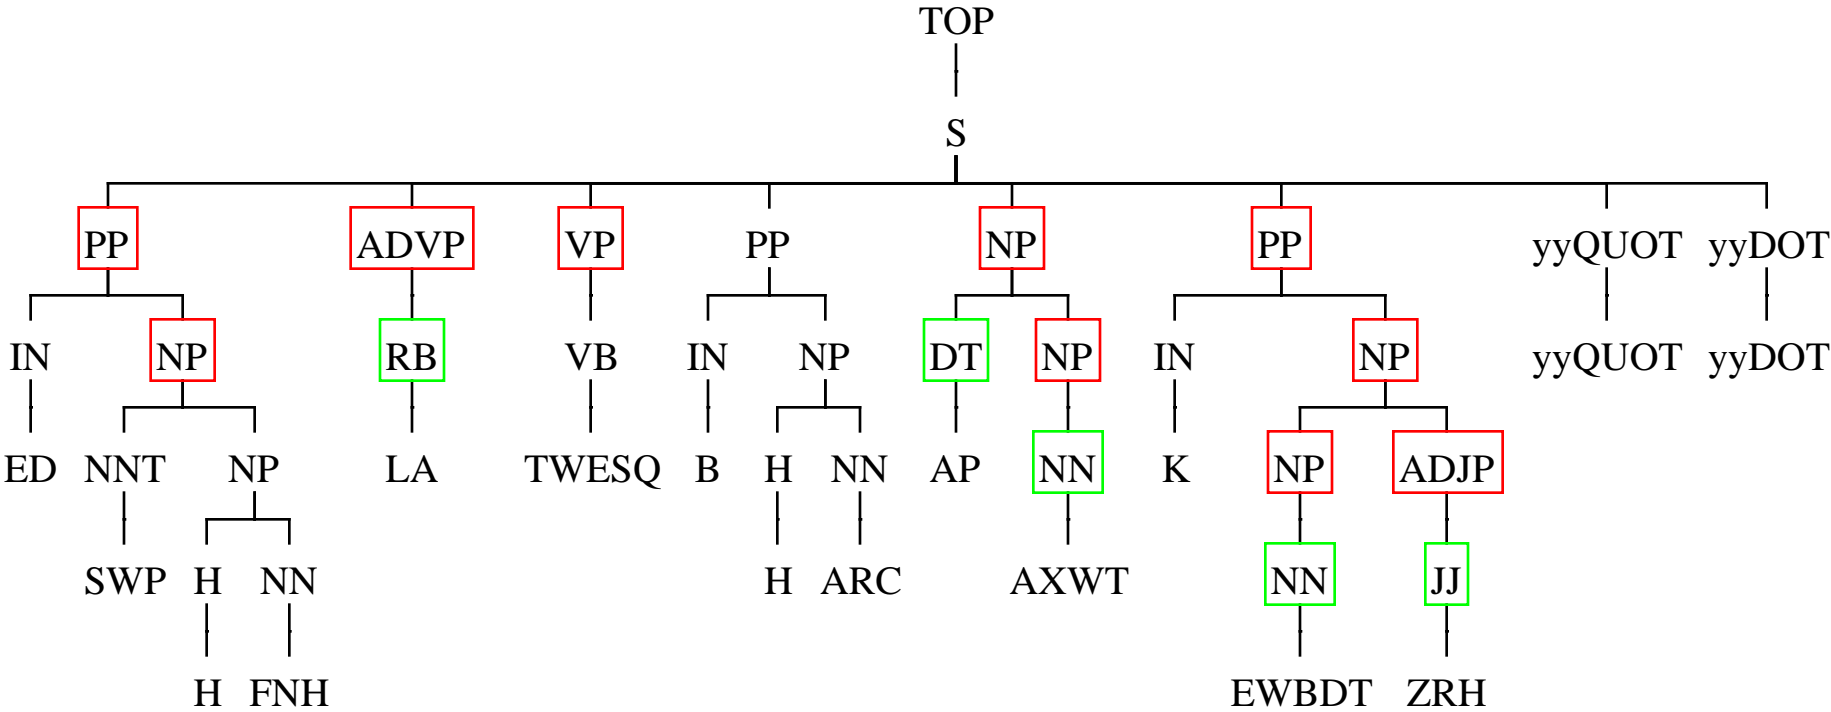 TOP
S
PP ADVP VP PP NP PP yyQUOT yyDOT
IN NP RB VB IN NP DT NP IN NP yyQUOT yyDOT
ED NNT NP LA TWESQ B H NN AP NN K NP ADJP
SWP H NN H ARC AXWT NN JJ
H FNH EWBDT ZRH